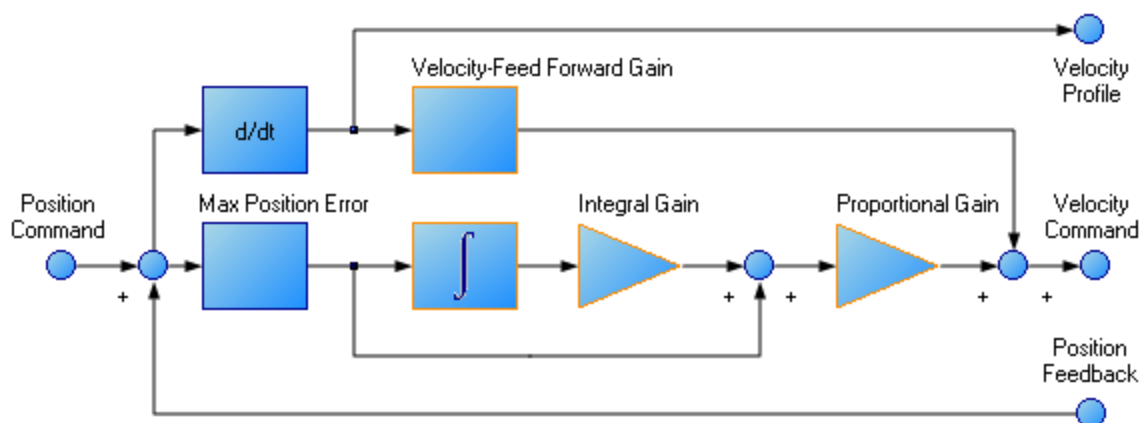 Velocity-Feed Forward Gain
Velocity
Profile
d/dt
Position
Command
Max Position Error
Integral Gain
Proportional Gain
Velocity
Command
∫
+
+
+
+
+
Position
Feedback